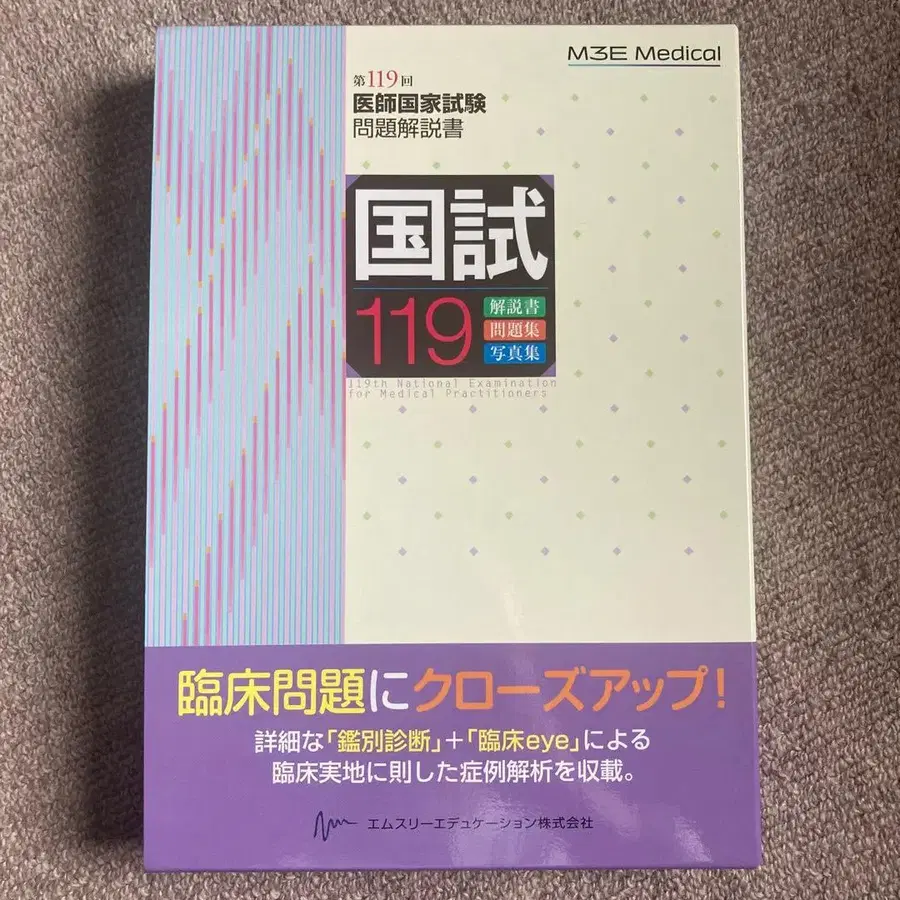 M3E Medical
第119回
医師国家試験
問題解説書
国試
119
解説書
問題集
写真集
119th National Examination
for Medical Practitioners
臨床問題にクローズアップ!
詳細な「鑑別診断」+「臨床eye」による
臨床実地に則した症例解析を収載。
エムスリーエデュケーション株式会社